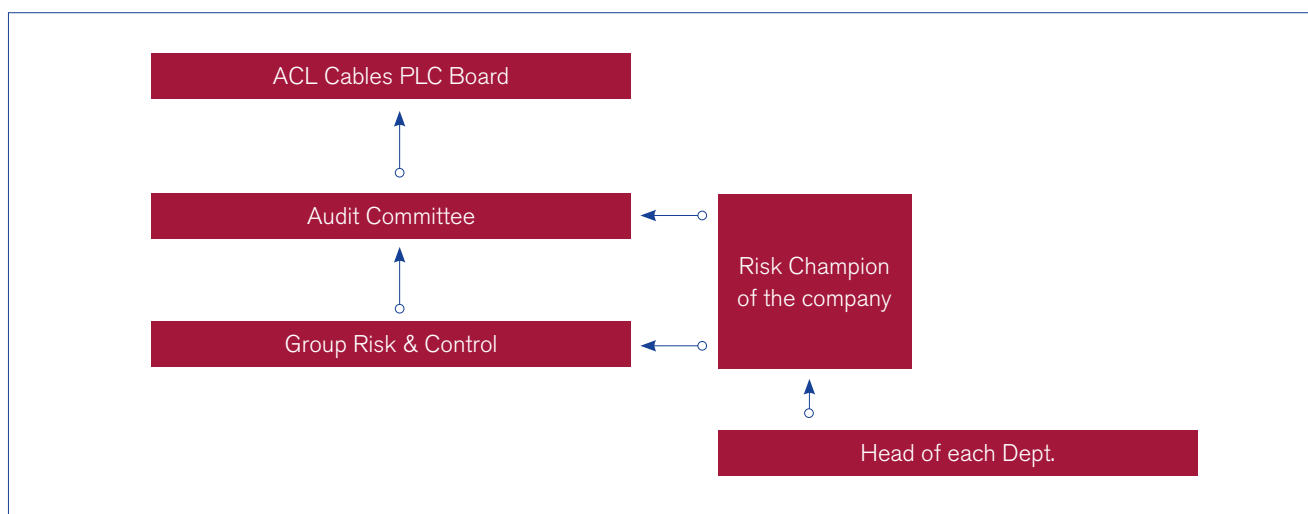 ACL Cables PLC Board
Audit Committee
Risk Champion
of the company
Group Risk & Control
Head of each Dept.